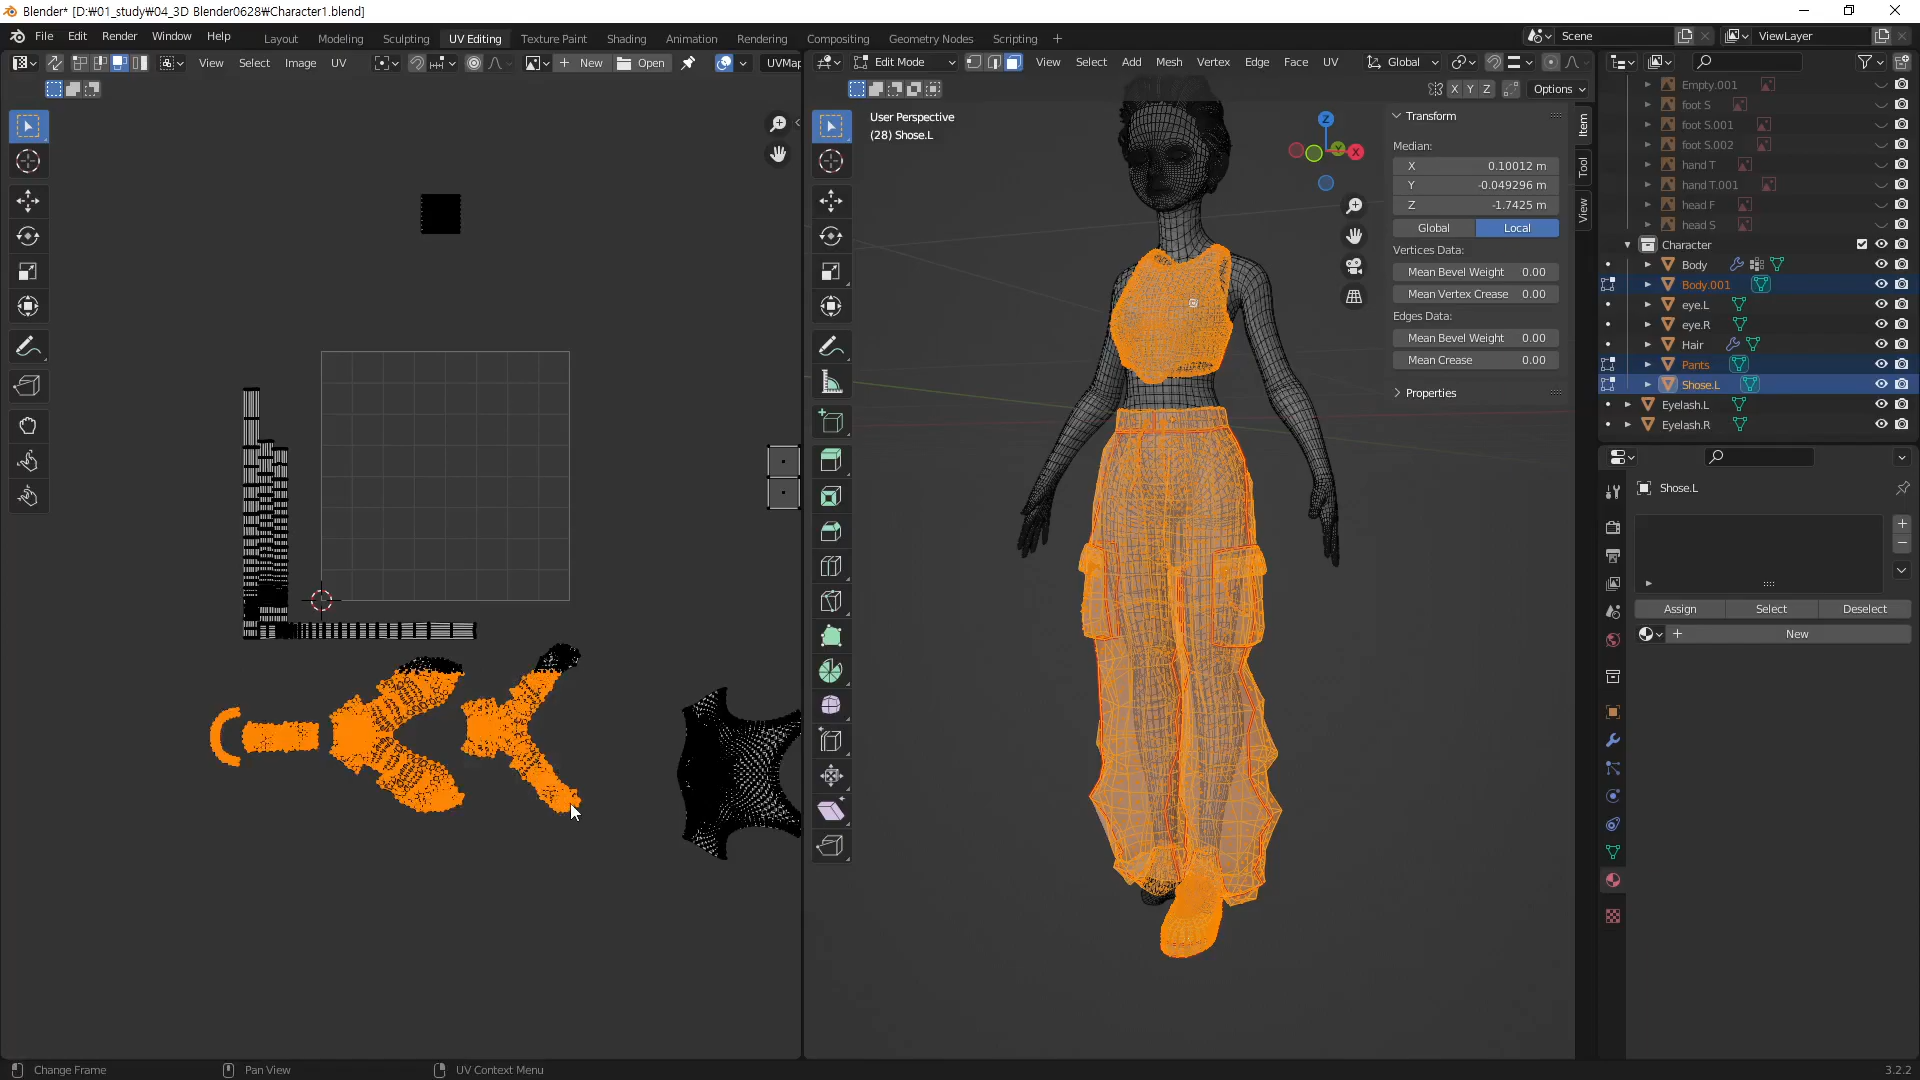 Blender* [D:₩01_study₩04_3D Blender0628₩Character1.blend]
File Edit Render Window Help Layout Modeling Sculpting UV Editing Texture Paint Shading Animation Rendering Compositing Geometry Nodes Scripting + Scene ViewLayer
View Select Image UV New Open UVMap
Edit Mode View Select Add Mesh Vertex Edge Face UV Global
X Y Z Options
User Perspective
(28) Shose.L
Z
Y
X
Transform
Median:
X 0.10012 m
Y -0.049296 m
Z -1.7425 m
Global Local
Vertices Data:
Mean Bevel Weight 0.00
Mean Vertex Crease 0.00
Edges Data:
Mean Bevel Weight 0.00
Mean Crease 0.00
Properties
Item
Tool
View
Empty.001
foot S
foot S.001
foot S.002
hand T
hand T.001
head F
head S
Character
Body
Body.001
eye.L
eye.R
Hair
Pants
Shose.L
Eyelash.L
Eyelash.R
Shose.L
Assign Select Deselect
New
Change Frame Pan View UV Context Menu 3.2.2